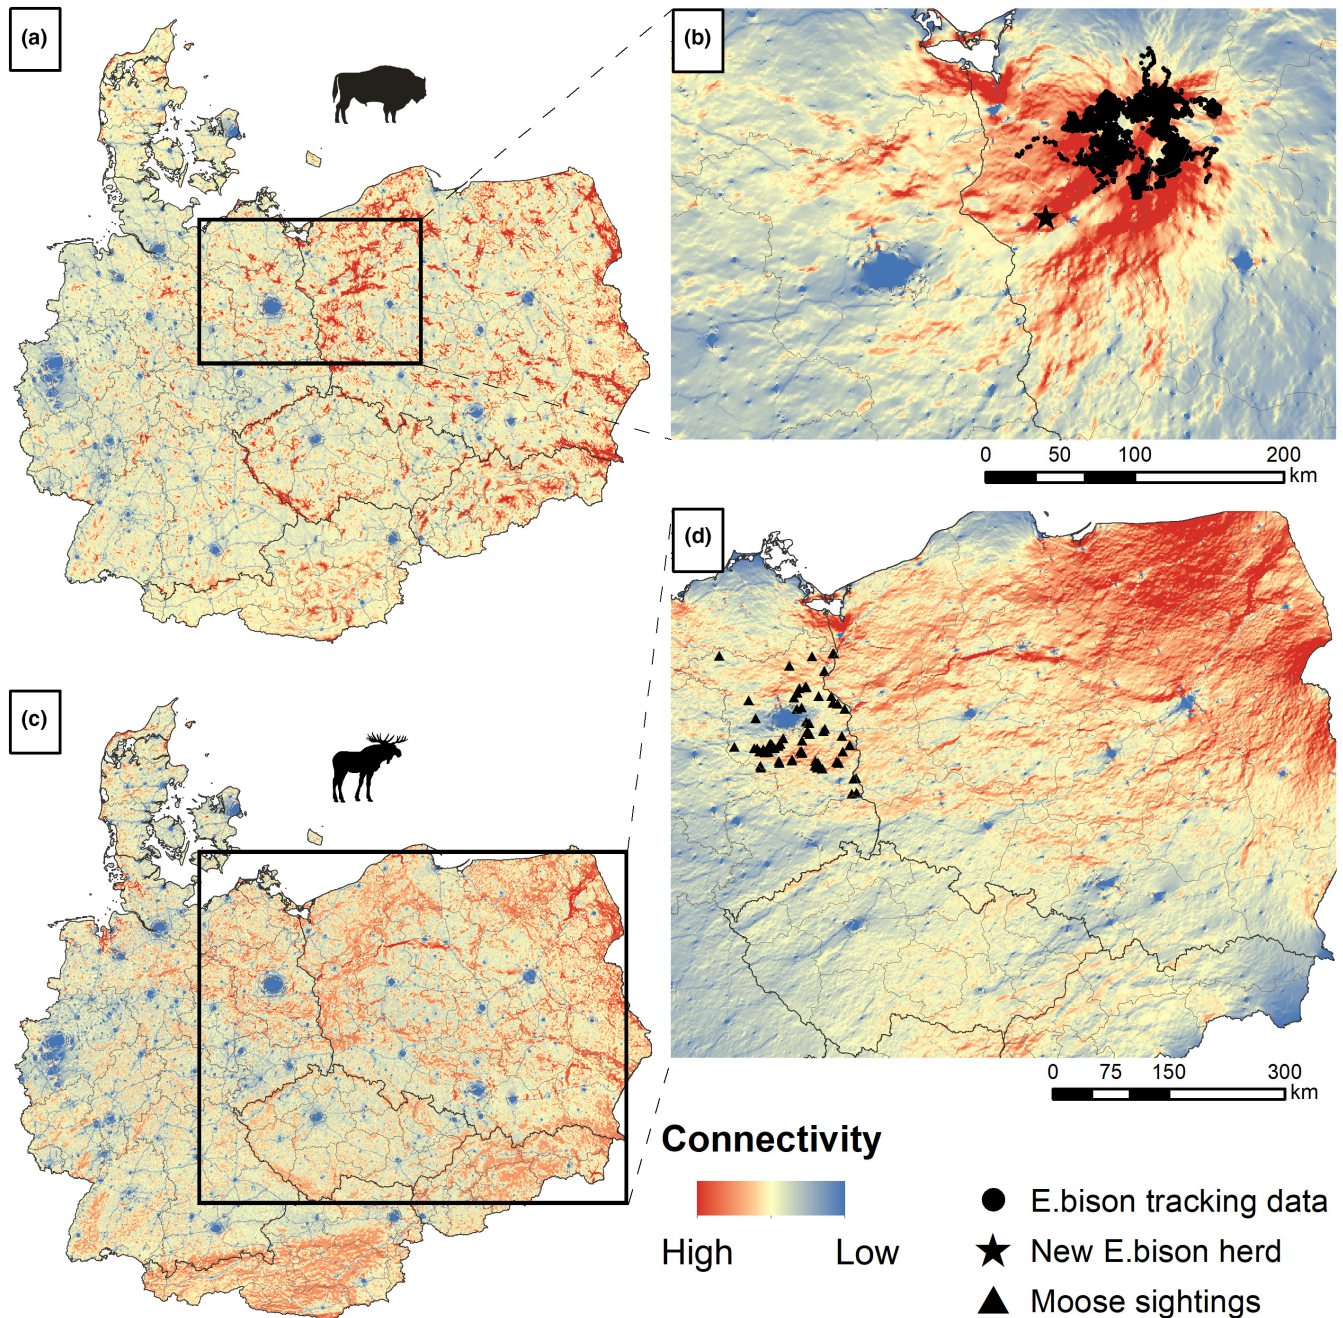 (a)
(b)
0 50 100 200
km
(c)
(d)
0 75 150 300
km
Connectivity
High Low
E.bison tracking data
New E.bison herd
Moose sightings